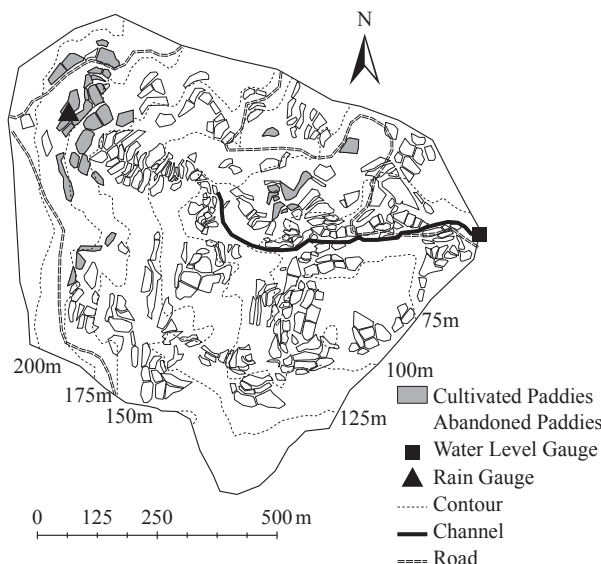 N
75m
200m
100m
175m
150m
125m
Cultivated Paddies
Abandoned Paddies
Water Level Gauge
Rain Gauge
Contour
Channel
Road
0 125 250 500 m